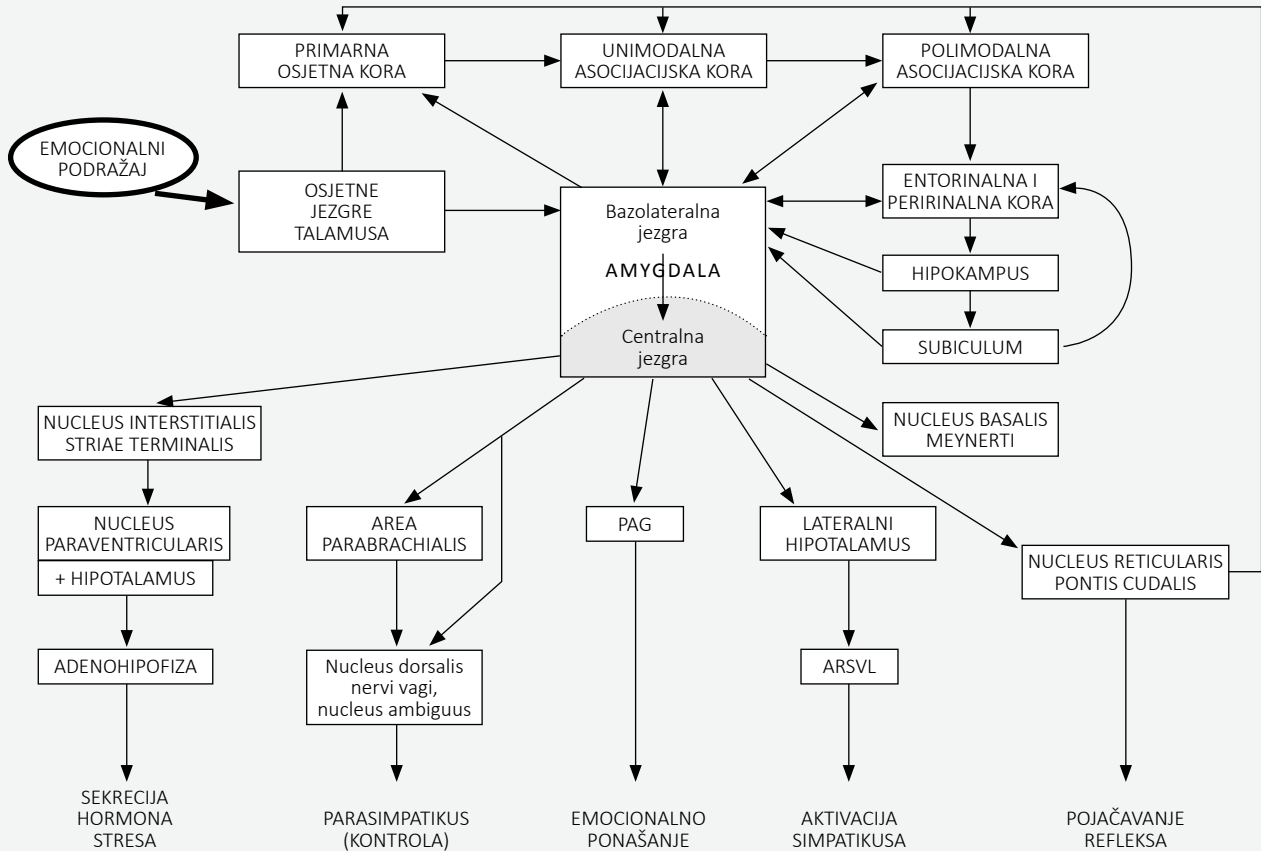 PRIMARNA
OSJETNA KORA
UNIMODALNA
ASOCIJACIJSKA KORA
POLIMODALNA
ASOCIJACIJSKA KORA
EMOCIONALNI
PODRAŽAJ
OSJETNE
JEZGRE
TALAMUSA
Bazolateralna
jezgra
AMYGDALA
Centralna
jezgra
ENTORINALNA I
PERIRINALNA KORA
HIPOKAMPUS
SUBICULUM
NUCLEUS INTERSTITIALIS
STRIAE TERMINALIS
NUCLEUS BASALIS
MEYNERTI
NUCLEUS
PARAVENTRICULARIS
+ HIPOTALAMUS
AREA
PARABRACHIALIS
PAG
LATERALNI
HIPOTALAMUS
NUCLEUS RETICULARIS
PONTIS CUDALIS
ADENOHIPOFIZA
Nucleus dorsalis
nervi vagi,
nucleus ambiguus
ARSVL
SEKRECIJA
HORMONA
STRESA
PARASIMPATIKUS
(KONTROLA)
EMOCIONALNO
PONAŠANJE
AKTIVACIJA
SIMPATIKUSA
POJAČAVANJE
REFLEKSA